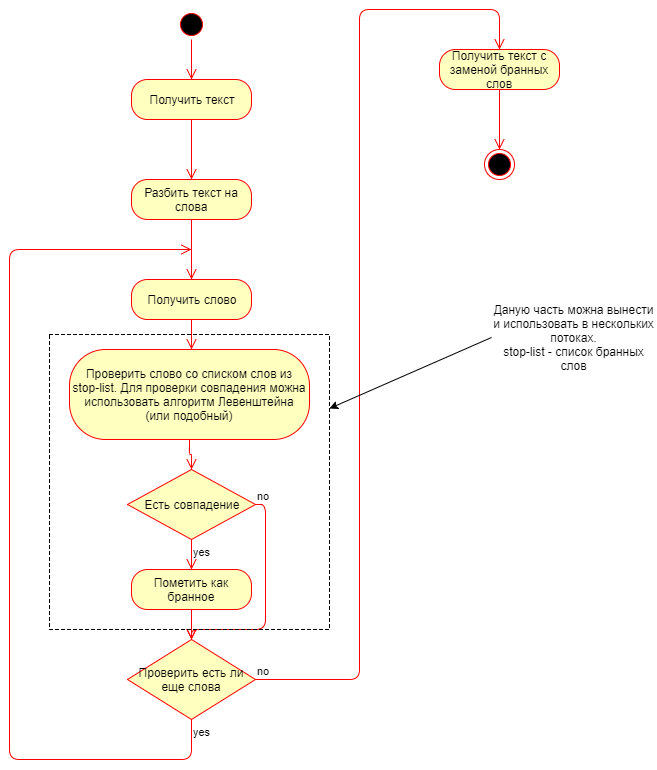 Получить текст
Разбить текст на
слова
Получить слово
Проверить слово со списком слов из
stop-list. Для проверки совпадения можна
использовать алгоритм Левенштейна
(или подобный)
Есть совпадение
no
yes
Пометить как
бранное
Проверить есть ли
еще слова
no
yes
Получить текст с
заменой бранных
слов
Даную часть можна вынести
и использовать в нескольких
потоках.
stop-list - список бранных
слов